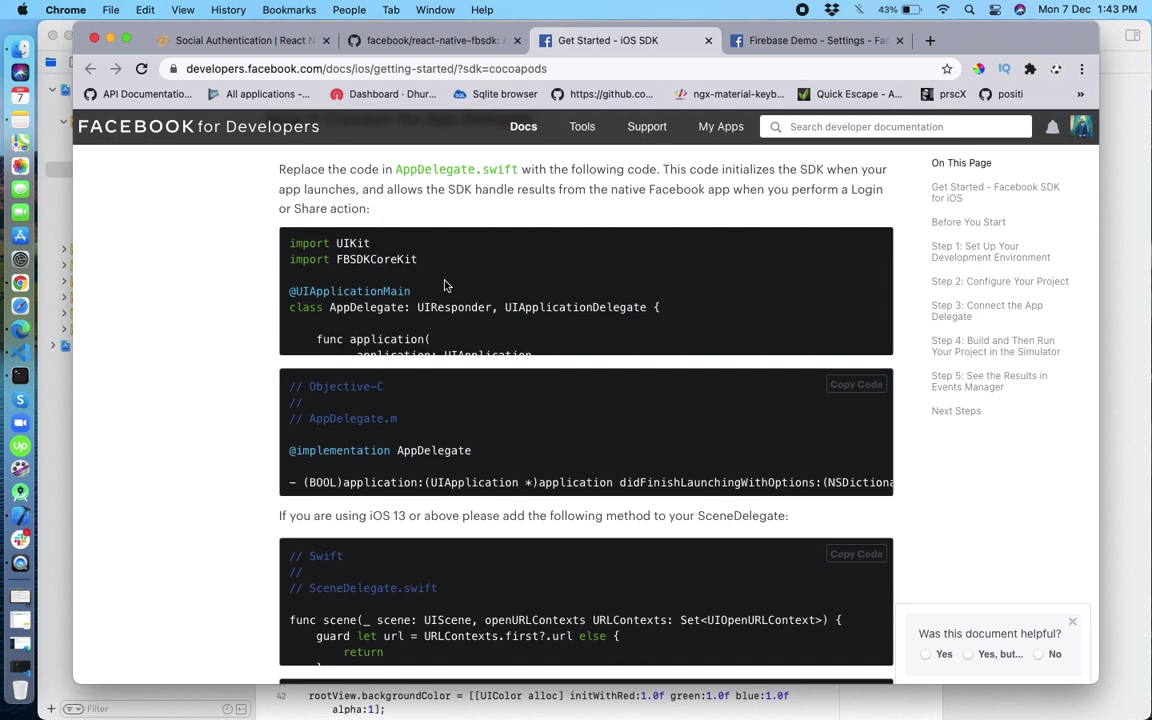 Chrome File Edit View History Bookmarks People Tab Window Help 43% Mon 7 Dec 1:43 PM
Social Authentication | React N
facebook/react-native-fbsdk: A
Get Started - iOS SDK
Firebase Demo - Settings - Fac
developers.facebook.com/docs/ios/getting-started/?sdk=cocoapods
API Documentatio... All applications -... Dashboard - Dhur... Sqlite browser https://github.co... ngx-material-keyb... Quick Escape - A... prscX positi »
FACEBOOK for Developers Docs Tools Support My Apps Search developer documentation
Replace the code in AppDelegate.swift with the following code. This code initializes the SDK when your
app launches, and allows the SDK handle results from the native Facebook app when you perform a Login
or Share action:
import UIKit
import FBSDKCoreKit
@UIApplicationMain
class AppDelegate: UIResponder, UIApplicationDelegate {
func application(
application: UIApplication
Copy Code
// Objective-C
//
// AppDelegate.m
@implementation AppDelegate
- (BOOL)application:(UIApplication *)application didFinishLaunchingWithOptions:(NSDictiona
If you are using iOS 13 or above please add the following method to your SceneDelegate:
Copy Code
// Swift
//
// SceneDelegate.swift
func scene(_ scene: UIScene, openURLContexts URLContexts: Set<UIOpenURLContext>) {
guard let url = URLContexts.first?.url else {
return
On This Page
Get Started - Facebook SDK
for iOS
Before You Start
Step 1: Set Up Your
Development Environment
Step 2: Configure Your Project
Step 3: Connect the App
Delegate
Step 4: Build and Then Run
Your Project in the Simulator
Step 5: See the Results in
Events Manager
Next Steps
Was this document helpful?
Yes Yes, but... No
Filter
42 rootView.backgroundColor = [[UIColor alloc] initWithRed:1.0f green:1.0f blue:1.0f
alpha:1];